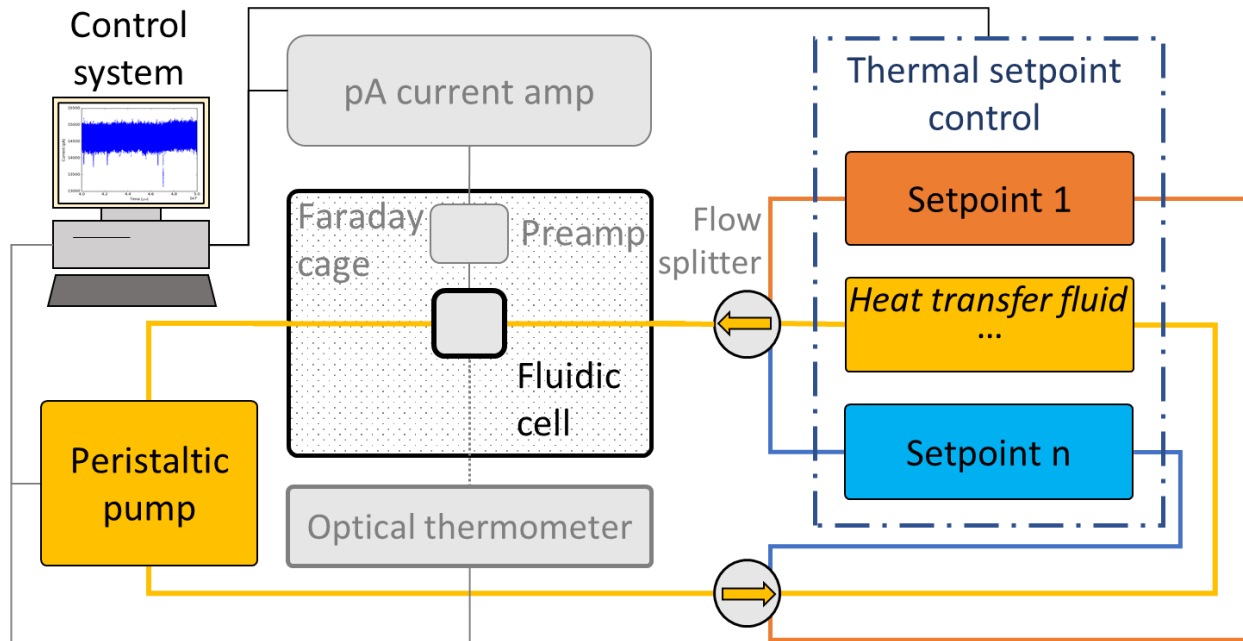 Control
system
pA current amp
Thermal setpoint
control
Setpoint 1
Faraday
cage
Preamp
Flow
splitter
Heat transfer fluid
...
Fluidic
cell
Setpoint n
Peristaltic
pump
Optical thermometer